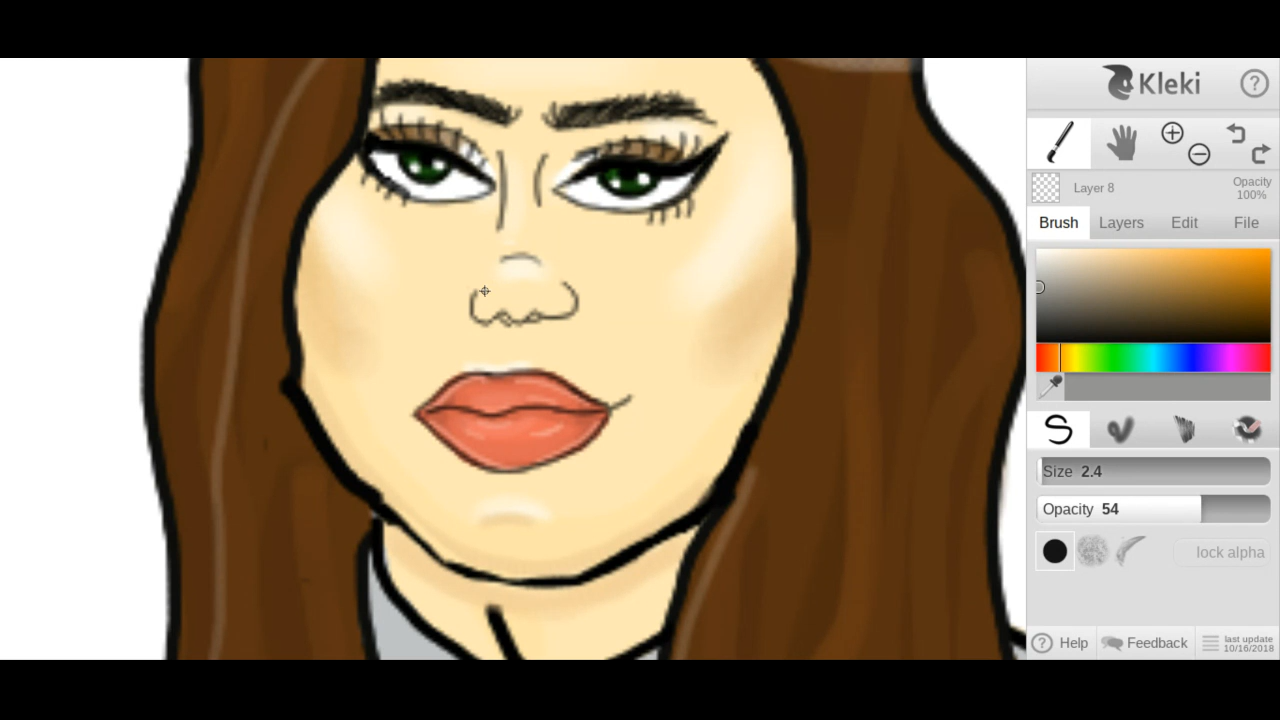 Kleki
Layer 8
Opacity
100%
Brush Layers Edit File
Size 2.4
Opacity 54
lock alpha
Help Feedback last update
10/16/2018